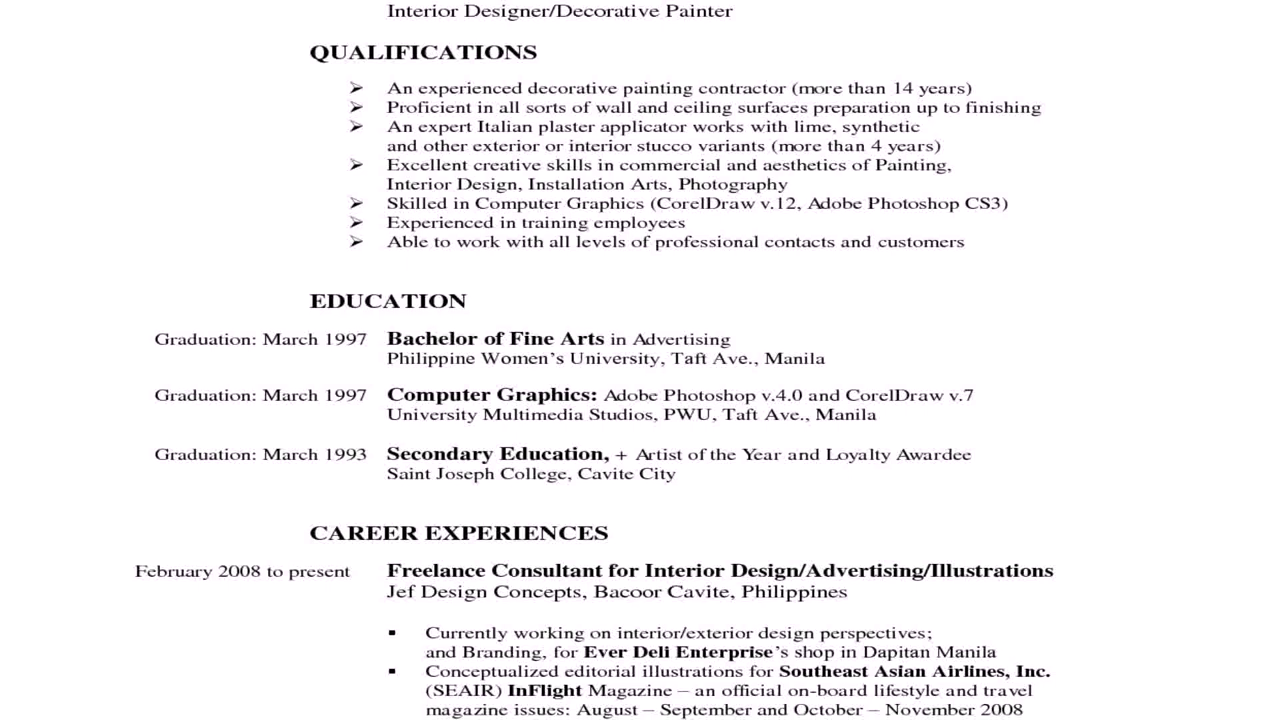 Interior Designer/Decorative Painter
QUALIFICATIONS
➢ An experienced decorative painting contractor (more than 14 years)
➢ Proficient in all sorts of wall and ceiling surfaces preparation up to finishing
➢ An expert Italian plaster applicator works with lime, synthetic
and other exterior or interior stucco variants (more than 4 years)
➢ Excellent creative skills in commercial and aesthetics of Painting,
Interior Design, Installation Arts, Photography
➢ Skilled in Computer Graphics (CorelDraw v.12, Adobe Photoshop CS3)
➢ Experienced in training employees
➢ Able to work with all levels of professional contacts and customers
EDUCATION
Graduation: March 1997 Bachelor of Fine Arts in Advertising
Philippine Women's University, Taft Ave., Manila
Graduation: March 1997 Computer Graphics: Adobe Photoshop v.4.0 and CorelDraw v.7
University Multimedia Studios, PWU, Taft Ave., Manila
Graduation: March 1993 Secondary Education, + Artist of the Year and Loyalty Awardee
Saint Joseph College, Cavite City
CAREER EXPERIENCES
February 2008 to present Freelance Consultant for Interior Design/Advertising/Illustrations
Jef Design Concepts, Bacoor Cavite, Philippines
▪ Currently working on interior/exterior design perspectives;
and Branding, for Ever Deli Enterprise's shop in Dapitan Manila
▪ Conceptualized editorial illustrations for Southeast Asian Airlines, Inc.
(SEAIR) InFlight Magazine – an official on-board lifestyle and travel
magazine issues: August – September and October – November 2008